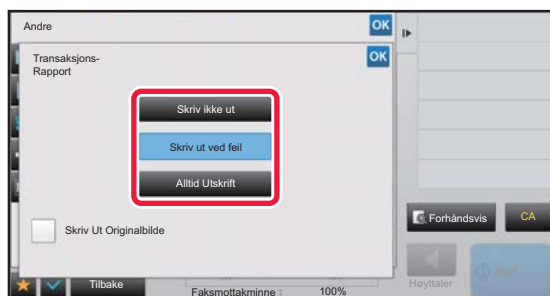 Andre
OK
Transaksjons-
Rapport
OK
Skriv ikke ut
Skriv ut ved feil
Alltid Utskrift
Skriv Ut Originalbilde
Forhåndsvis
CA
Tilbake
Faksmottakminne :
100%
Høyttaler
Start